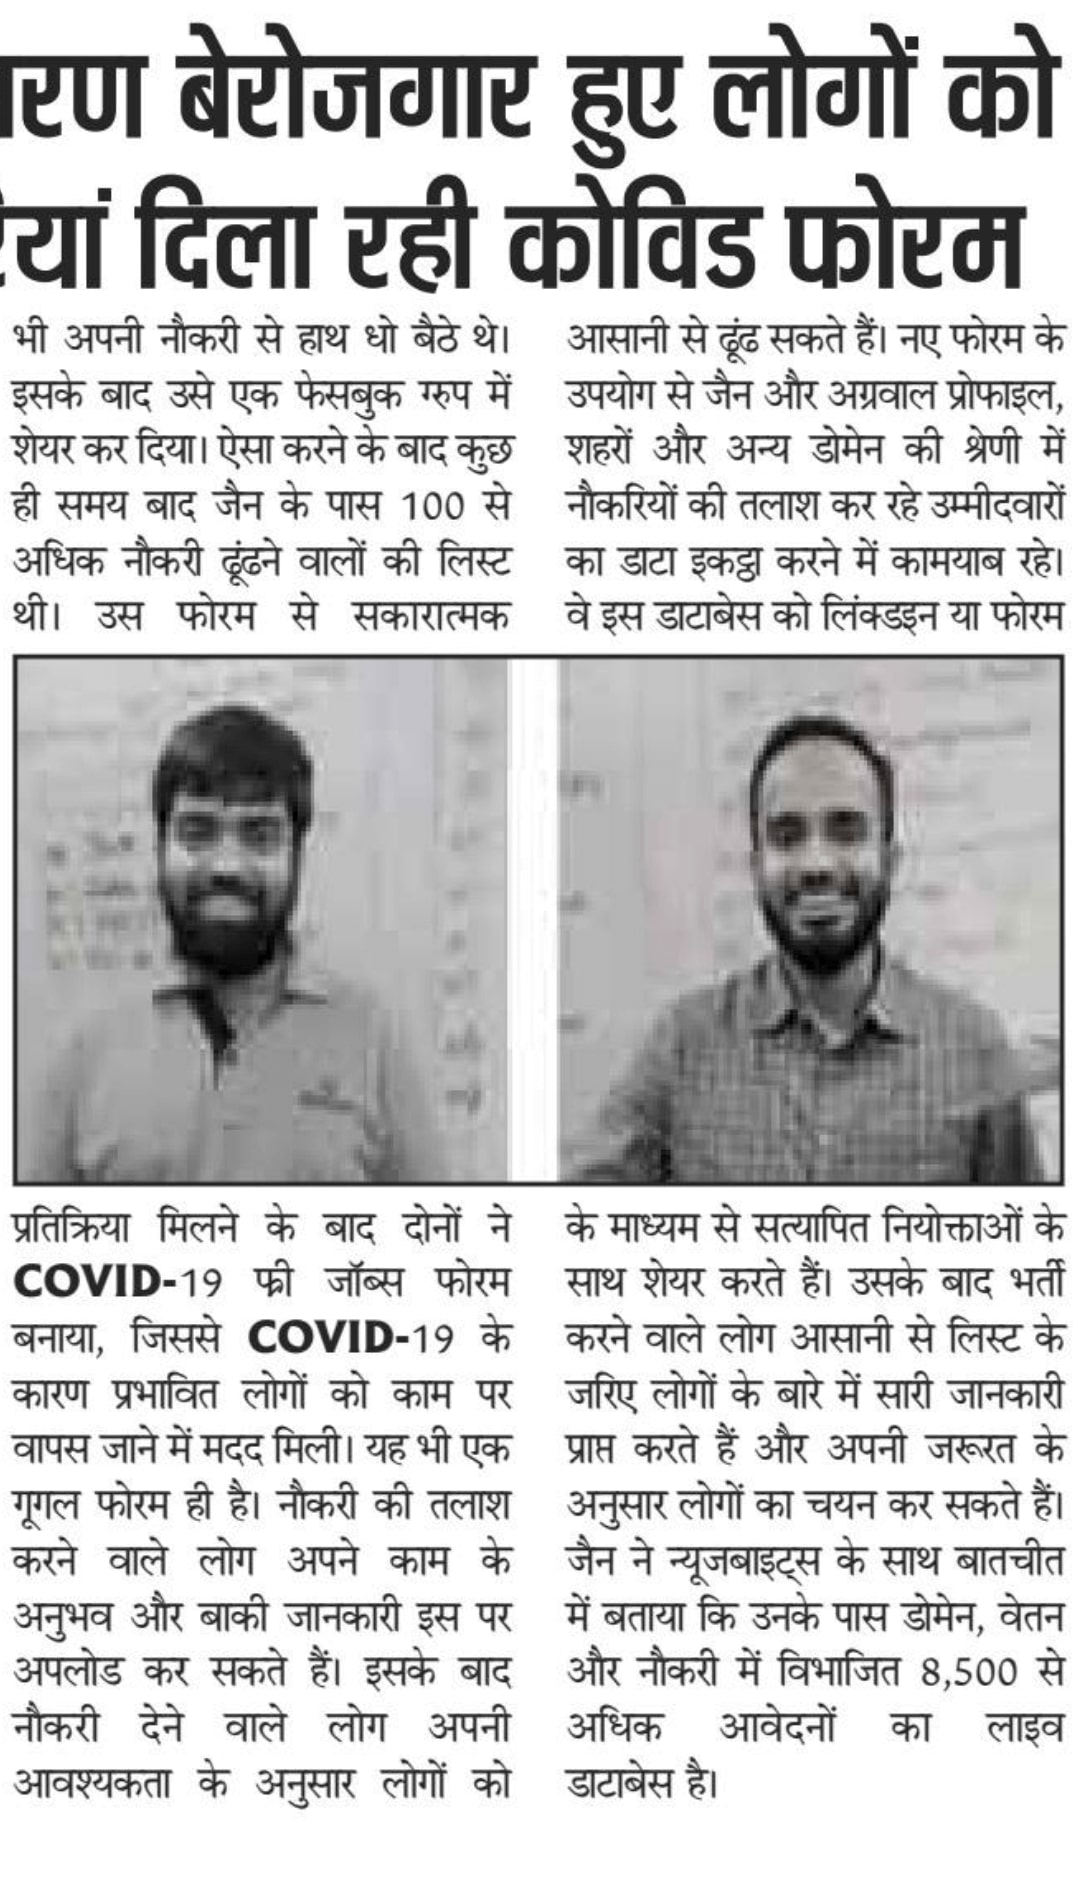 बेरोजगार हुए लोगों को
दिला रही कोविड फोरम
भी अपनी नौकरी से हाथ धो बैठे थे।
इसके बाद उसे एक फेसबुक ग्रुप में
शेयर कर दिया। ऐसा करने के बाद कुछ
ही समय बाद जैन के पास 100 से
अधिक नौकरी ढूंढने वालों की लिस्ट
थी। उस फोरम से सकारात्मक
प्रतिक्रिया मिलने के बाद दोनों ने
COVID-19 फ्री जॉब्स फोरम
बनाया, जिससे COVID-19 के
कारण प्रभावित लोगों को काम पर
वापस जाने में मदद मिली। यह भी एक
गूगल फोरम ही है। नौकरी की तलाश
करने वाले लोग अपने काम के
अनुभव और बाकी जानकारी इस पर
अपलोड कर सकते हैं। इसके बाद
नौकरी देने वाले लोग अपनी
आवश्यकता के अनुसार लोगों को
आसानी से ढूंढ सकते हैं। नए फोरम के
उपयोग से जैन और अग्रवाल प्रोफाइल,
शहरों और अन्य डोमेन की श्रेणी में
नौकरियों की तलाश कर रहे उम्मीदवारों
का डाटा इकट्ठा करने में कामयाब रहे।
वे इस डाटाबेस को लिंक्डइन या फोरम
के माध्यम से सत्यापित नियोक्ताओं के
साथ शेयर करते हैं। उसके बाद भर्ती
करने वाले लोग आसानी से लिस्ट के
जरिए लोगों के बारे में सारी जानकारी
प्राप्त करते हैं और अपनी जरूरत के
अनुसार लोगों का चयन कर सकते हैं।
जैन ने न्यूजबाइट्स के साथ बातचीत
में बताया कि उनके पास डोमेन, वेतन
और नौकरी में विभाजित 8,500 से
अधिक आवेदनों का लाइव
डाटाबेस है।